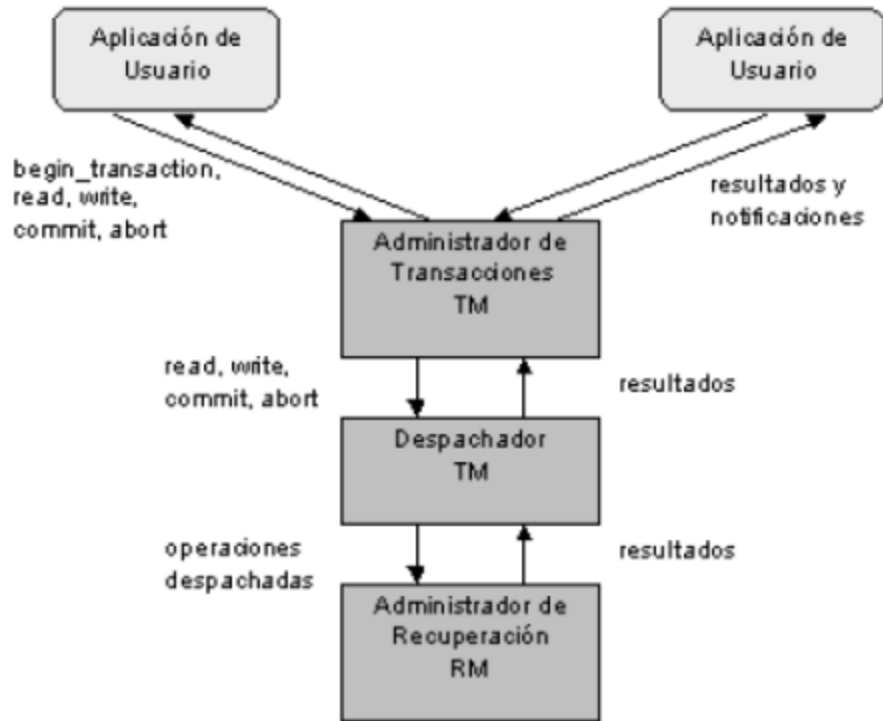 Aplicación de
Usuario
Aplicación de
Usuario
begin_transaction,
read, write,
commit, abort
resultados y
notificaciones
Administrador de
Transacciones
TM
read, write,
commit, abort
resultados
Despachador
TM
operaciones
despachadas
resultados
Administrador de
Recuperación
RM